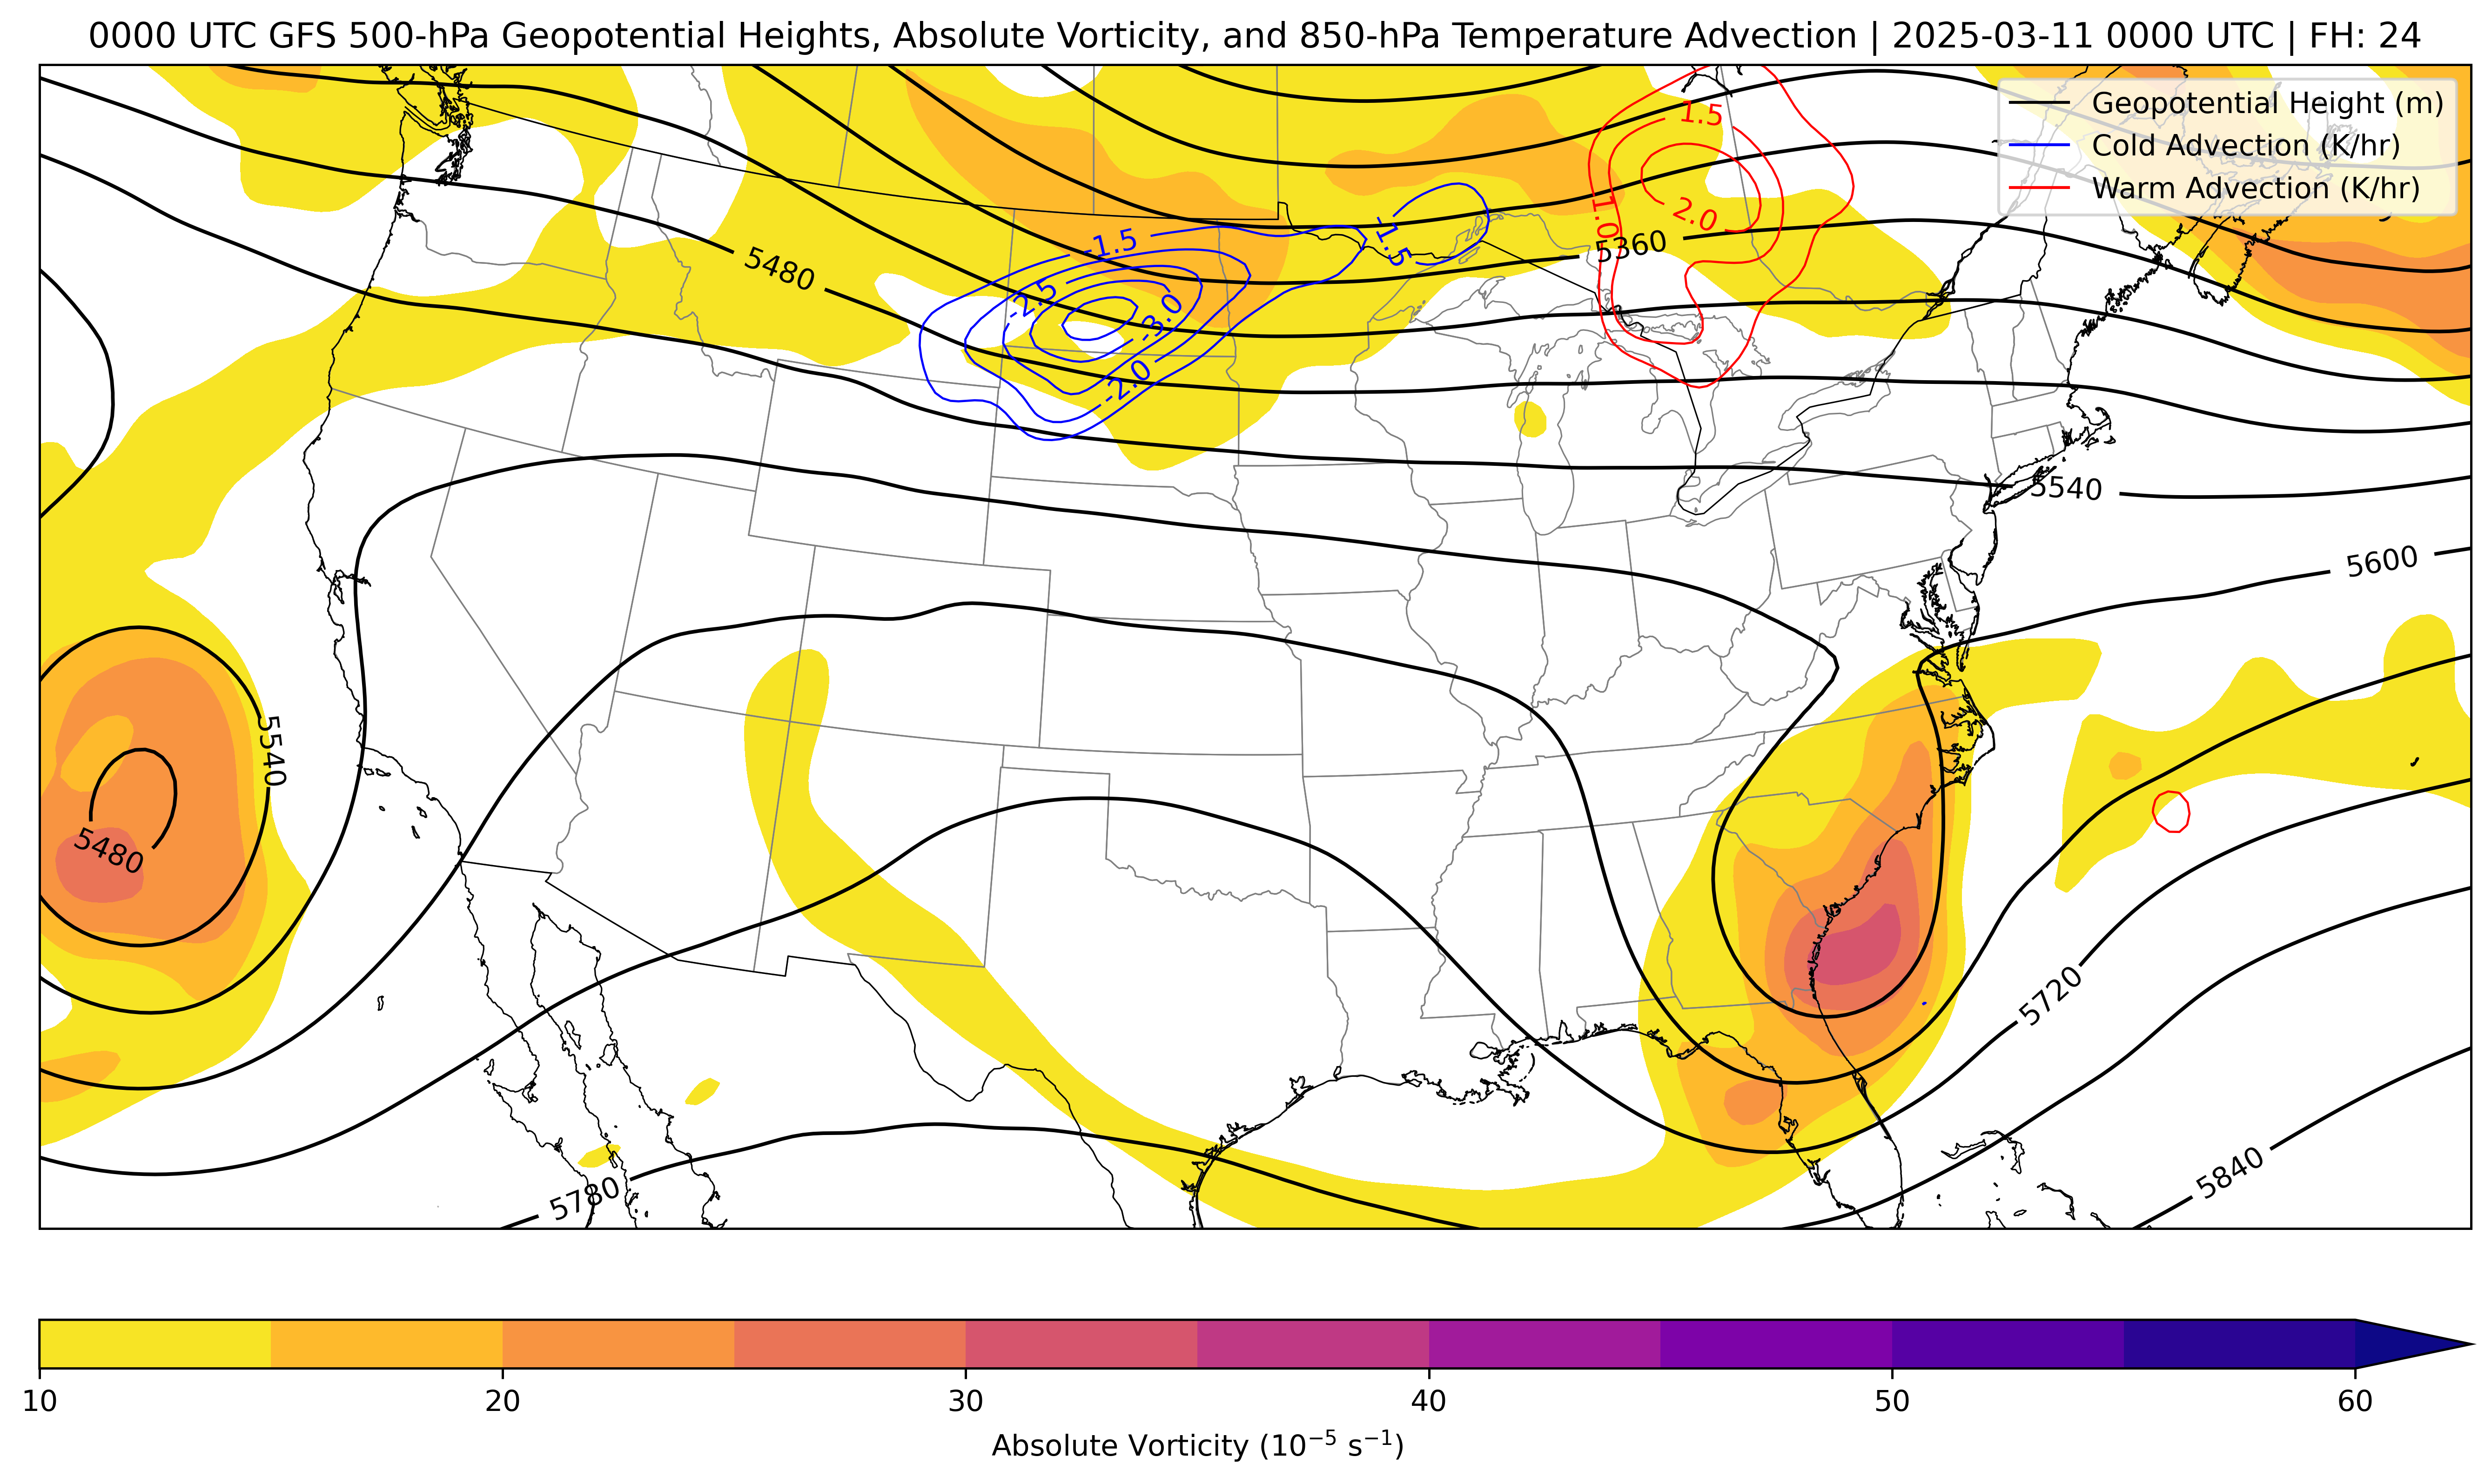 0000 UTC GFS 500-hPa Geopotential Heights, Absolute Vorticity, and 850-hPa Temperature Advection | 2025-03-11 0000 UTC | FH: 24
Geopotential Height (m)
Cold Advection (K/hr)
Warm Advection (K/hr)
1.5
2.0
1.0
-1.5
-1.5
5360
5480
-2.5
-3.0
-2.0
5540
5600
5540
5480
5720
5780
5840
10 20 30 40 50 60
Absolute Vorticity (10⁻⁵ s⁻¹)